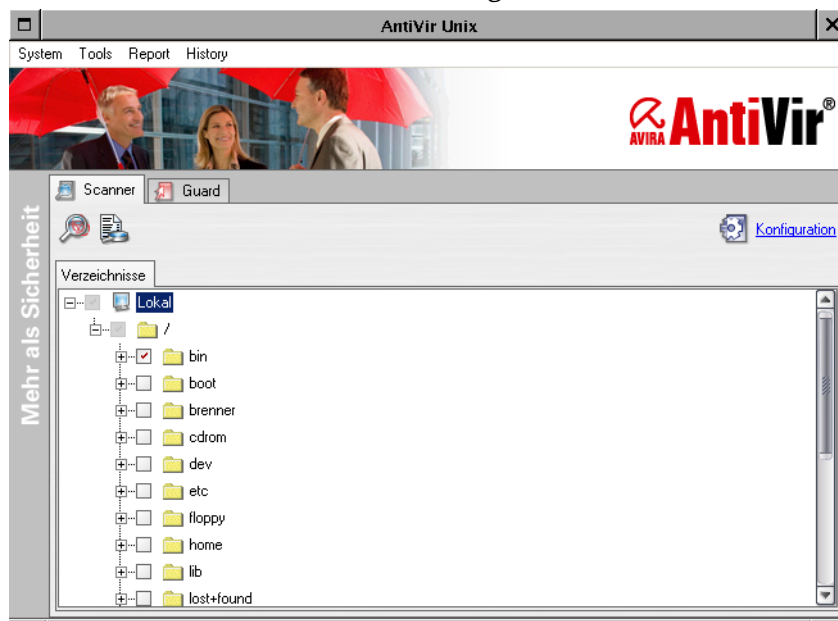 AntiVir Unix
System Tools Report History
AVIRA AntiVir®
Mehr als Sicherheit
Scanner Guard
Konfiguration
Verzeichnisse
Lokal
/
bin
boot
brenner
cdrom
dev
etc
floppy
home
lib
lost+found